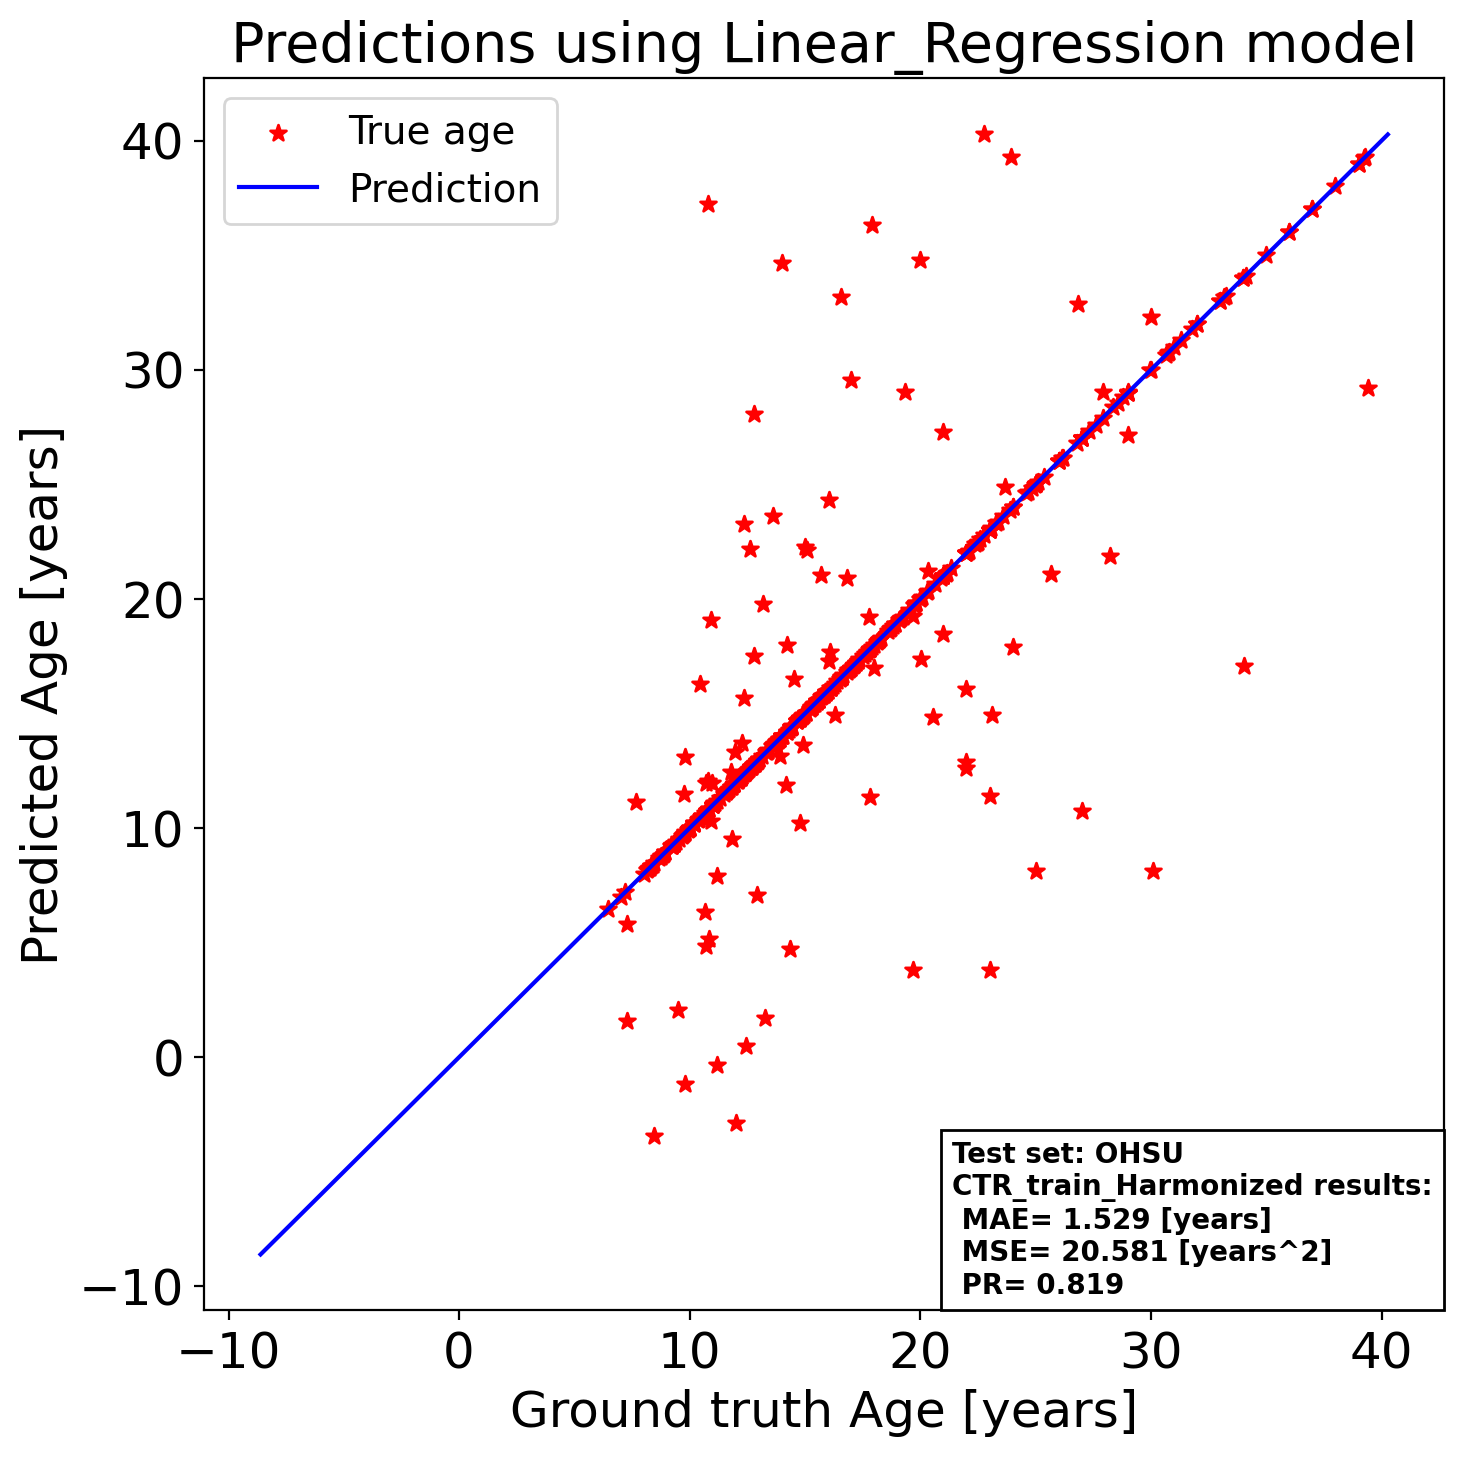 Predictions using Linear_Regression model
True age
Prediction
40
30
20
10
0
−10
Predicted Age [years]
Test set: OHSU
CTR_train_Harmonized results:
MAE= 1.529 [years]
MSE= 20.581 [years^2]
PR= 0.819
−10 0 10 20 30 40
Ground truth Age [years]